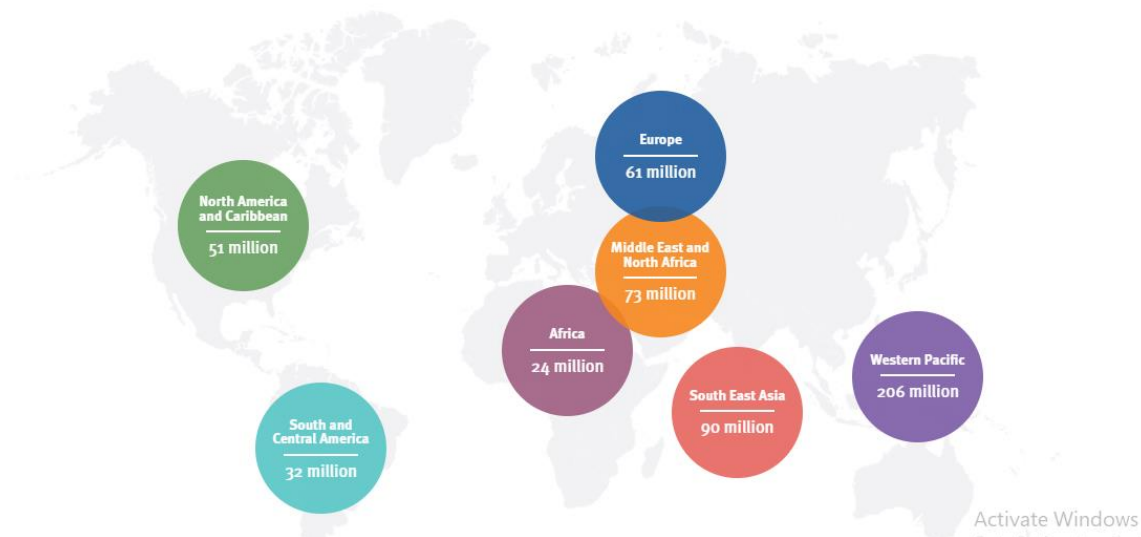 Europe
61 million
North America
and Caribbean
51 million
Middle East and
North Africa
73 million
Africa
24 million
Western Pacific
206 million
South East Asia
90 million
South and
Central America
32 million
Activate Windows